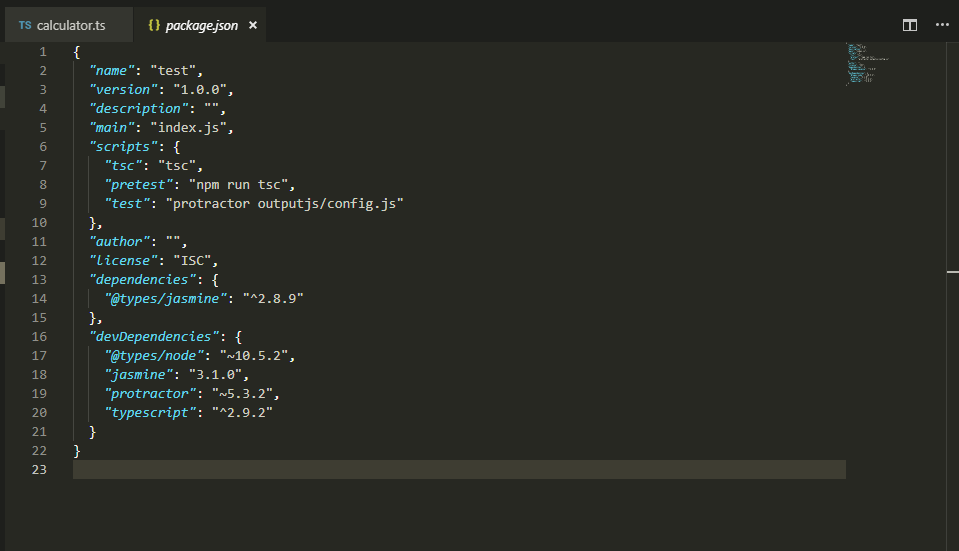 TS calculator.ts {} package.json ×
1 {
2 "name": "test",
3 "version": "1.0.0",
4 "description": "",
5 "main": "index.js",
6 "scripts": {
7 "tsc": "tsc",
8 "pretest": "npm run tsc",
9 "test": "protractor outputjs/config.js"
10 },
11 "author": "",
12 "license": "ISC",
13 "dependencies": {
14 "@types/jasmine": "^2.8.9"
15 },
16 "devDependencies": {
17 "@types/node": "~10.5.2",
18 "jasmine": "3.1.0",
19 "protractor": "~5.3.2",
20 "typescript": "^2.9.2"
21 }
22 }
23